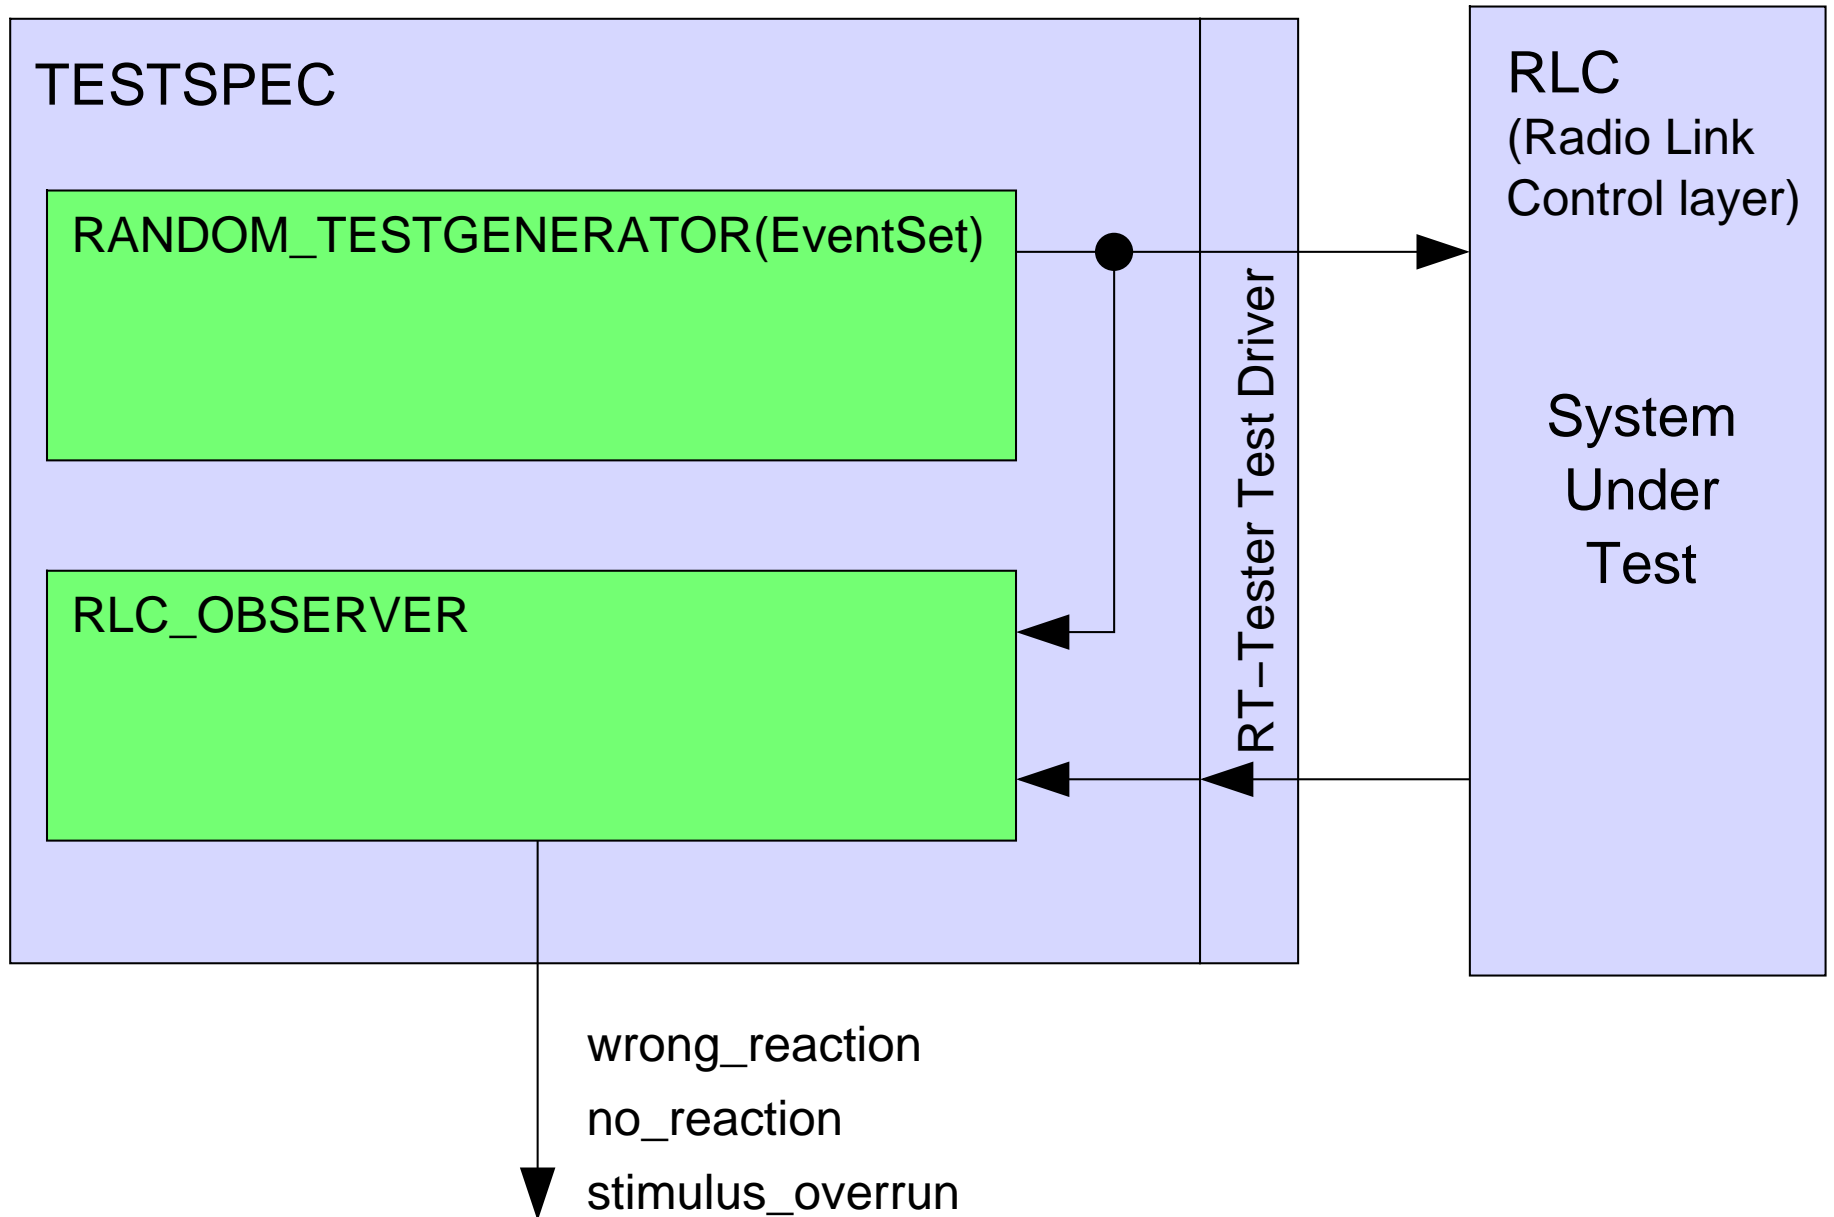 TESTSPEC
RANDOM_TESTGENERATOR(EventSet)
RLC_OBSERVER
RT−Tester Test Driver
RLC
(Radio Link
Control layer)
System
Under
Test
wrong_reaction
no_reaction
stimulus_overrun